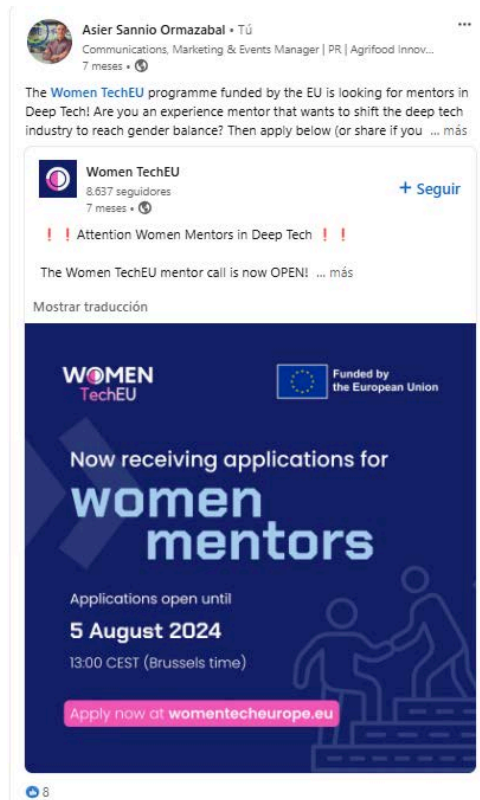 Asier Sannio Ormazabal • Tú
Communications, Marketing & Events Manager | PR | Agrifood Innov...
7 meses •
The Women TechEU programme funded by the EU is looking for mentors in
Deep Tech! Are you an experience mentor that wants to shift the deep tech
industry to reach gender balance? Then apply below (or share if you ... más
Women TechEU
8.637 seguidores
7 meses •
+ Seguir
❗❗Attention Women Mentors in Deep Tech ❗❗
The Women TechEU mentor call is now OPEN! ... más
Mostrar traducción
WOMEN
TechEU
Funded by
the European Union
Now receiving applications for
women
mentors
Applications open until
5 August 2024
13:00 CEST (Brussels time)
Apply now at womentecheurope.eu
8